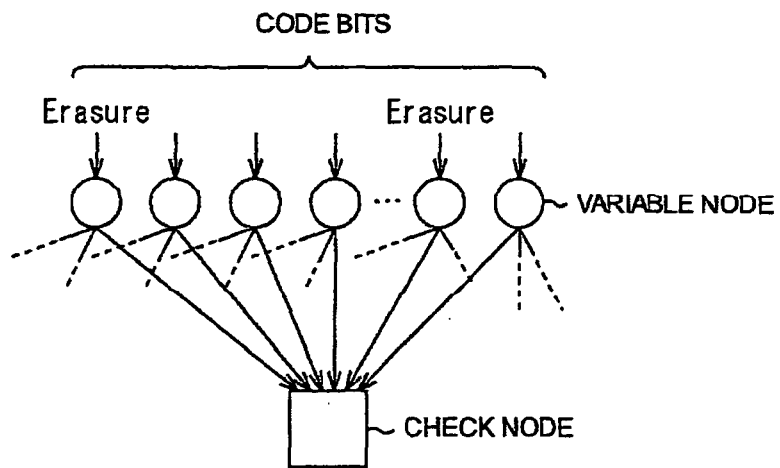 CODE BITS
Erasure Erasure
...
VARIABLE NODE
CHECK NODE